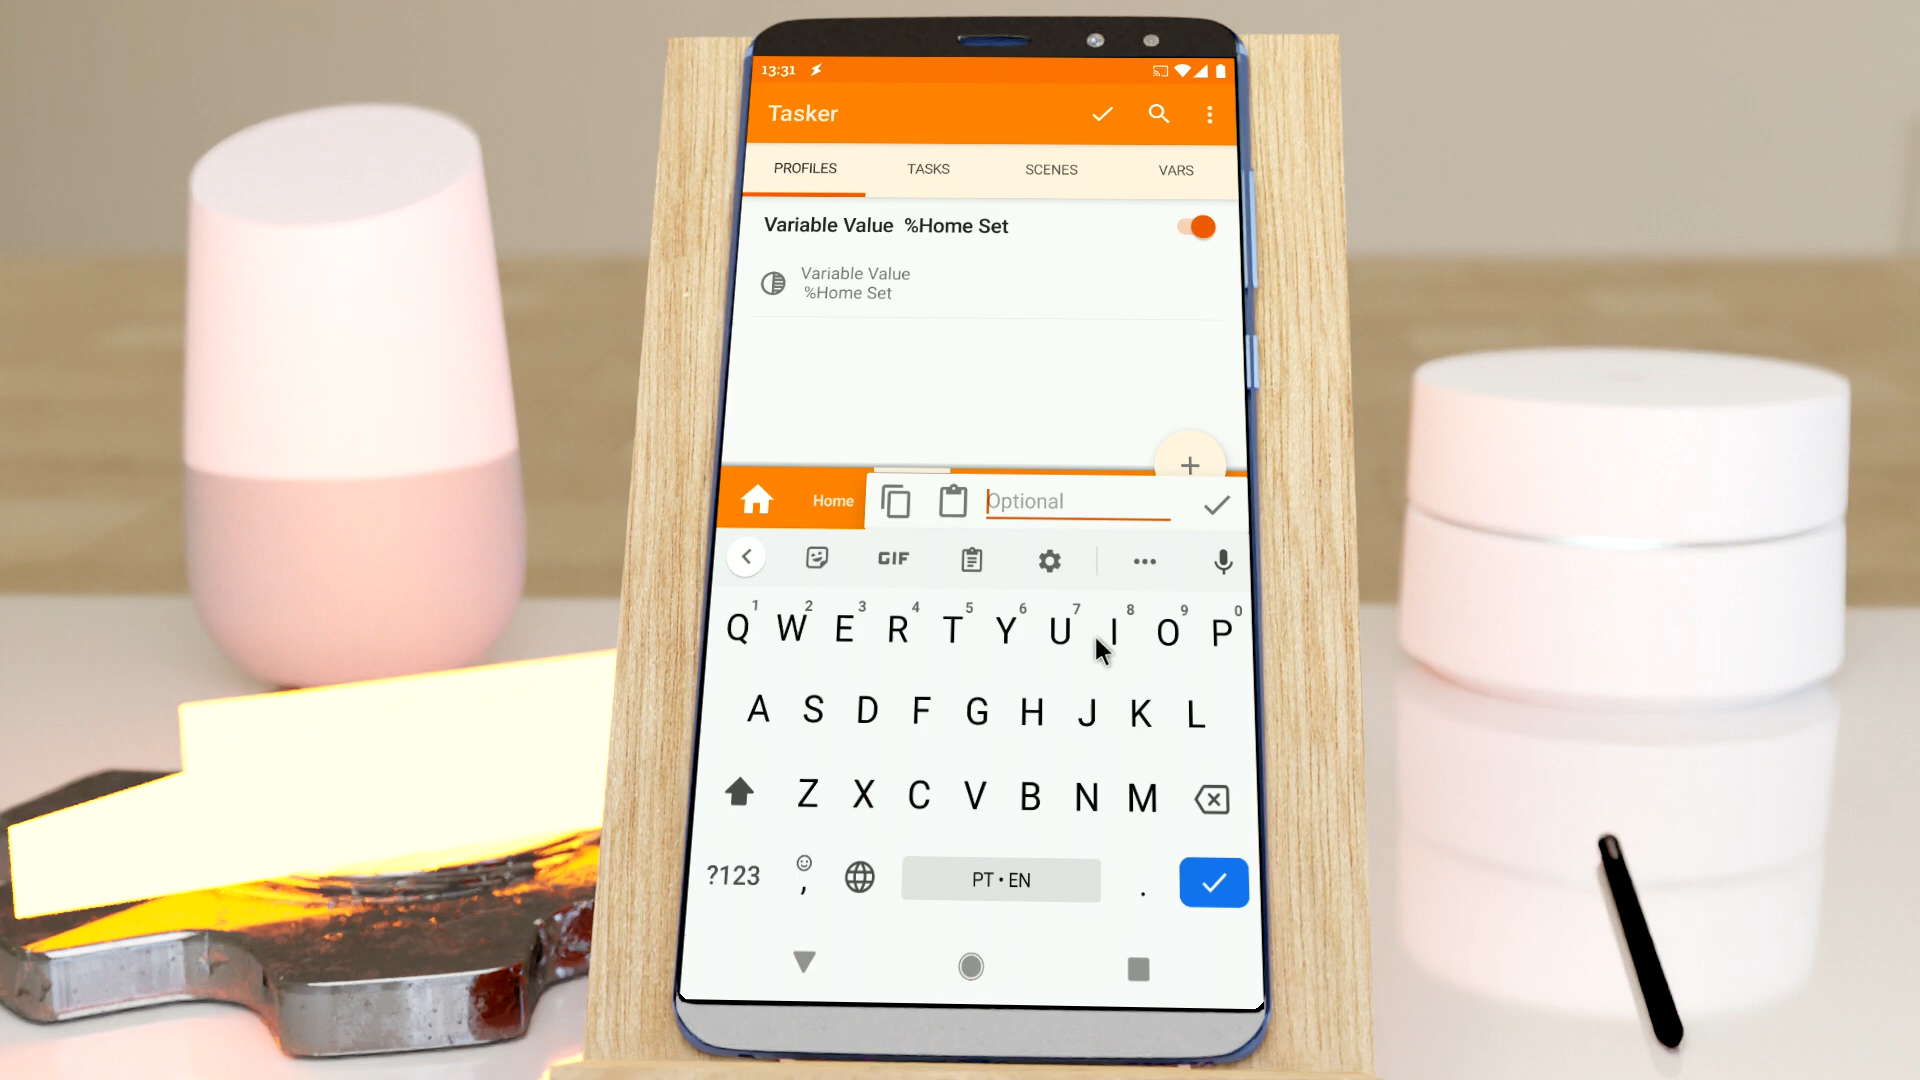 13:31
Tasker
PROFILES TASKS SCENES VARS
Variable Value %Home Set
Variable Value
%Home Set
+
Home Optional
GIF
1 2 3 4 5 6 7 8 9 0
Q W E R T Y U I O P
A S D F G H J K L
Z X C V B N M
?123 , PT • EN .